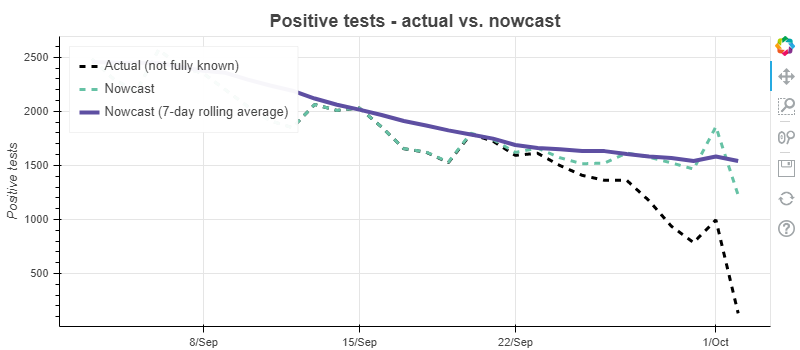 Positive tests - actual vs. nowcast
Actual (not fully known)
Nowcast
Nowcast (7-day rolling average)
Positive tests
2500
2000
1500
1000
500
8/Sep
15/Sep
22/Sep
1/Oct